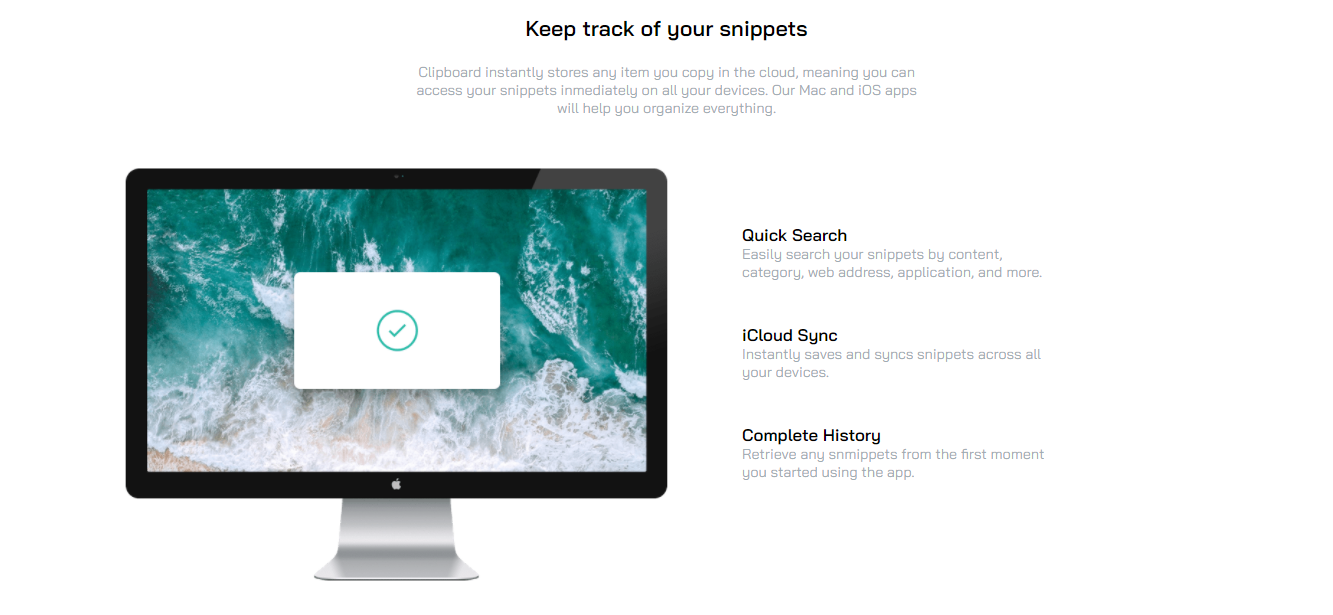 Keep track of your snippets
Clipboard instantly stores any item you copy in the cloud, meaning you can
access your snippets inmediately on all your devices. Our Mac and iOS apps
will help you organize everything.
Quick Search
Easily search your snippets by content,
category, web address, application, and more.
iCloud Sync
Instantly saves and syncs snippets across all
your devices.
Complete History
Retrieve any snmippets from the first moment
you started using the app.